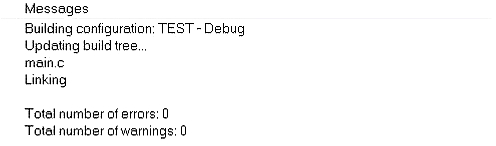 Messages
Building configuration: TEST - Debug
Updating build tree...
main.c
Linking
Total number of errors: 0
Total number of warnings: 0